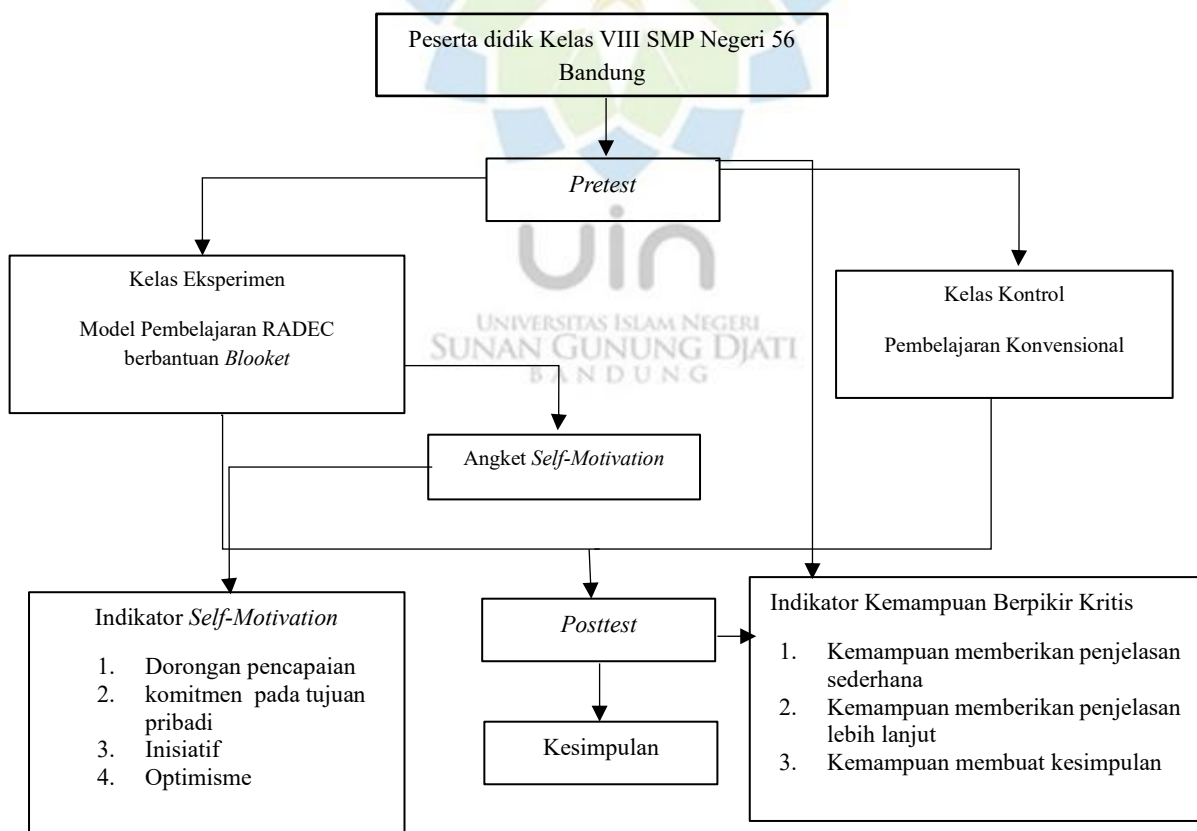 Peserta didik Kelas VIII SMP Negeri 56
Bandung
Pretest
Kelas Eksperimen
Model Pembelajaran RADEC
berbantuan Blooket
Kelas Kontrol
Pembelajaran Konvensional
uin
UNIVERSITAS ISLAM NEGERI
SUNAN GUNUNG DJATI
BANDUNG
Angket Self-Motivation
Indikator Self-Motivation
1. Dorongan pencapaian
2. komitmen pada tujuan
pribadi
3. Inisiatif
4. Optimisme
Posttest
Kesimpulan
Indikator Kemampuan Berpikir Kritis
1. Kemampuan memberikan penjelasan
sederhana
2. Kemampuan memberikan penjelasan
lebih lanjut
3. Kemampuan membuat kesimpulan